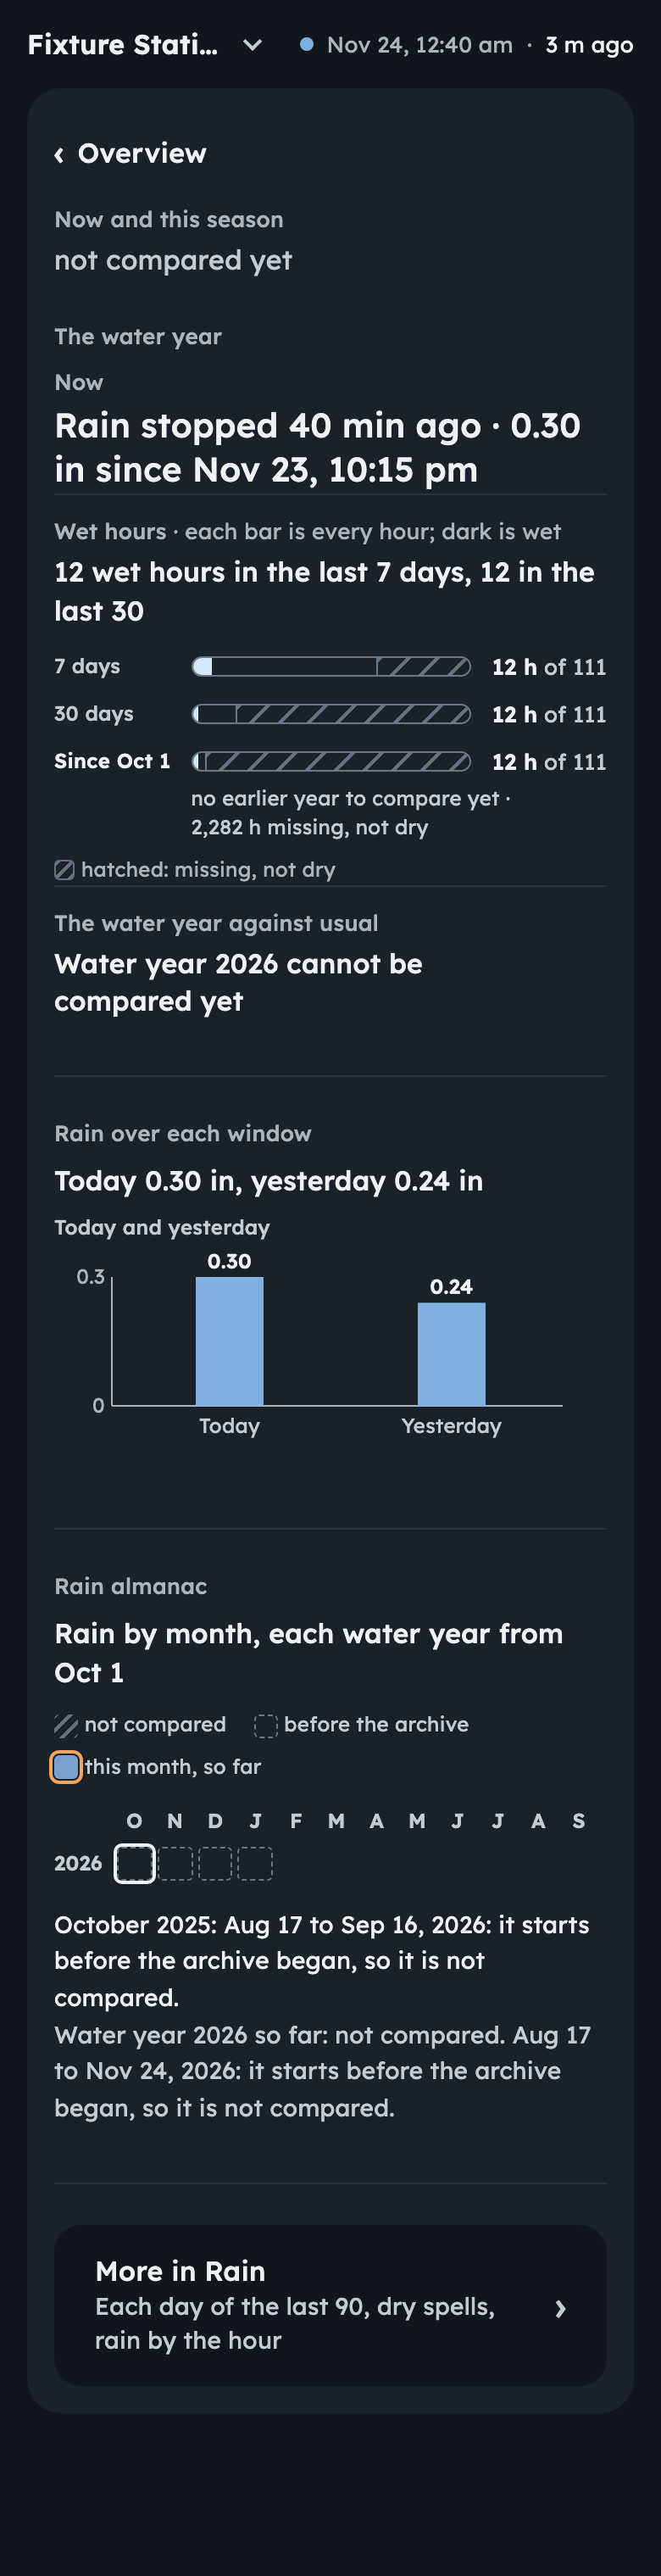 Fixture Stati... Nov 24, 12:40 am · 3 m ago
‹ Overview
Now and this season
not compared yet
The water year
Now
Rain stopped 40 min ago · 0.30
in since Nov 23, 10:15 pm
Wet hours · each bar is every hour; dark is wet
12 wet hours in the last 7 days, 12 in the
last 30
7 days 12 h of 111
30 days 12 h of 111
Since Oct 1 12 h of 111
no earlier year to compare yet ·
2,282 h missing, not dry
hatched: missing, not dry
The water year against usual
Water year 2026 cannot be
compared yet
Rain over each window
Today 0.30 in, yesterday 0.24 in
Today and yesterday
0.30
0.3
0.24
0
Today Yesterday
Rain almanac
Rain by month, each water year from
Oct 1
not compared before the archive
this month, so far
O N D J F M A M J J A S
2026
October 2025: Aug 17 to Sep 16, 2026: it starts
before the archive began, so it is not
compared.
Water year 2026 so far: not compared. Aug 17
to Nov 24, 2026: it starts before the archive
began, so it is not compared.
More in Rain
Each day of the last 90, dry spells,
rain by the hour ›